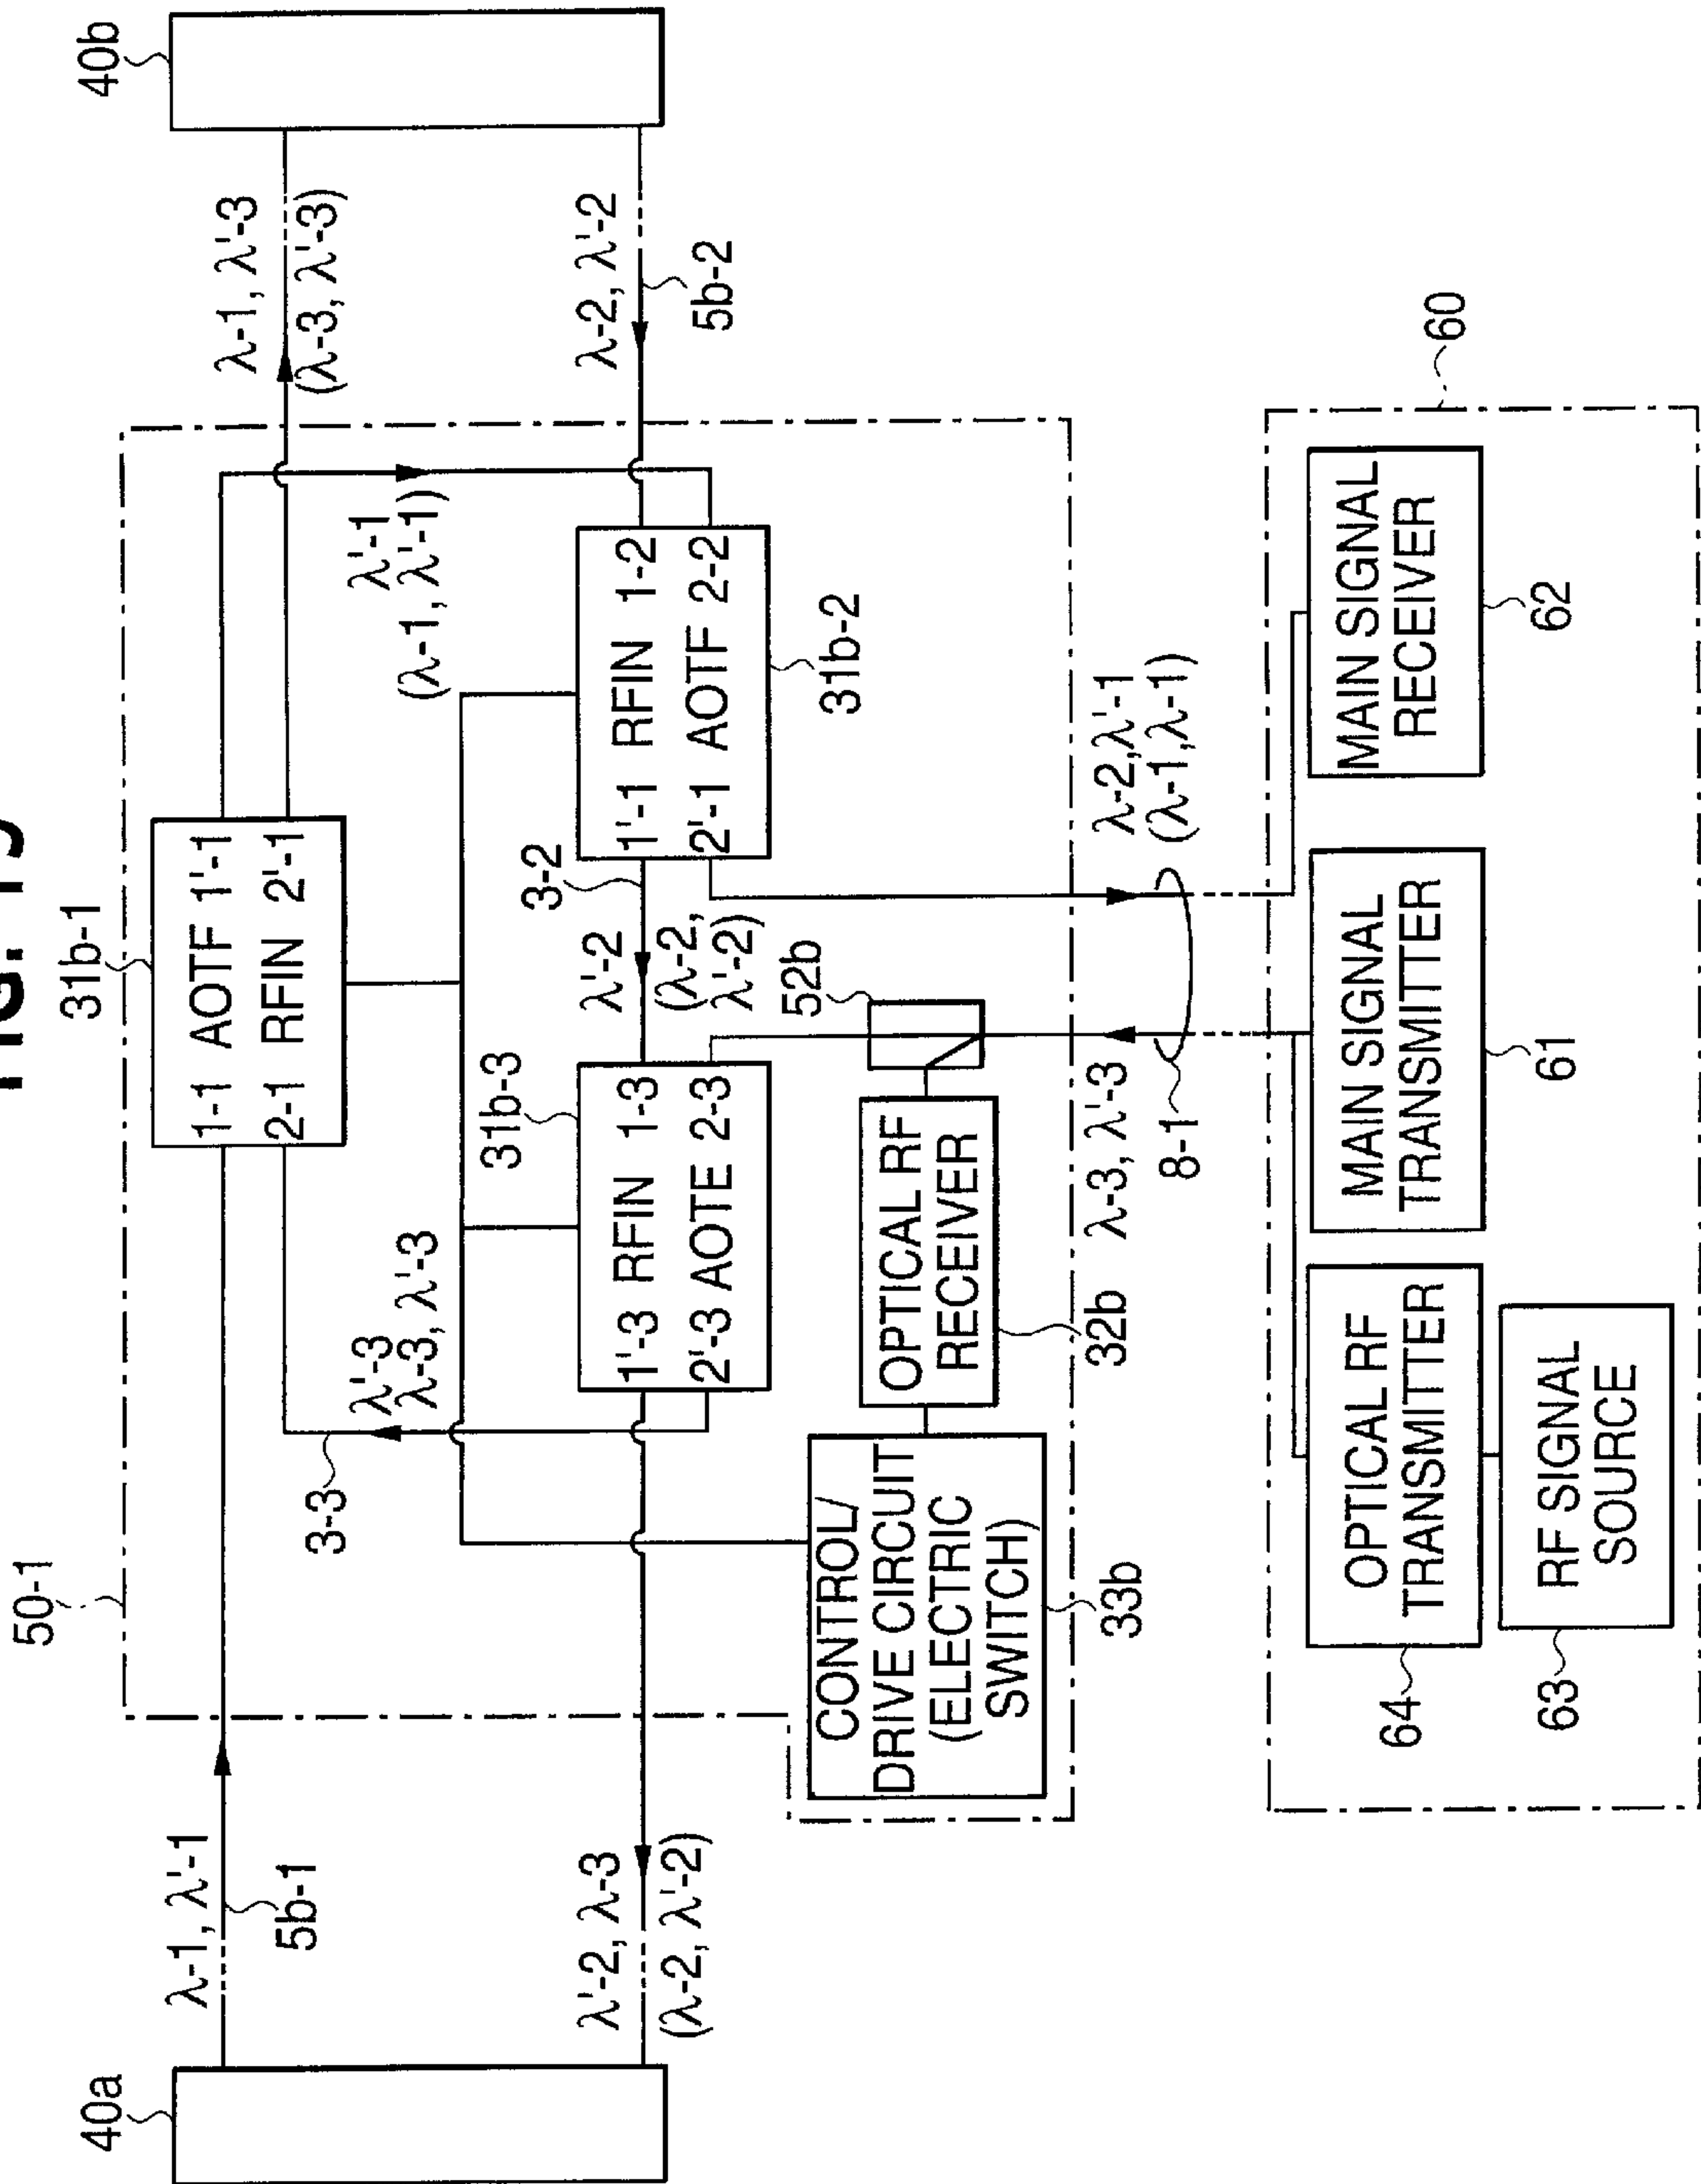 FIG. 19
50-1
31b-1
40b
40a
λ-1, λ'-1
5b-1
1-1 AOTF 1'-1
2-1 RFIN 2'-1
λ-1, λ'-3
(λ-3, λ'-3)
λ'-1
(λ-1, λ'-1)
3-3
λ'-3
λ-3, λ'-3
31b-3
1'-3 RFIN 1-3
2'-3 AOTE 2-3
λ'-2
(λ-2,
λ'-2)
3-2
1'-1 RFIN 1-2
2'-1 AOTF 2-2
31b-2
λ-2, λ'-2
5b-2
λ'-2, λ-3
(λ-2, λ'-2)
CONTROL/
DRIVE CIRCUIT
(ELECTRIC
SWITCH)
33b
OPTICAL RF
RECEIVER
32b
52b
λ-3, λ'-3
8-1
λ-2,λ'-1
(λ-1,λ-1)
60
OPTICAL RF
TRANSMITTER
64
RF SIGNAL
SOURCE
63
MAIN SIGNAL
TRANSMITTER
61
MAIN SIGNAL
RECEIVER
62